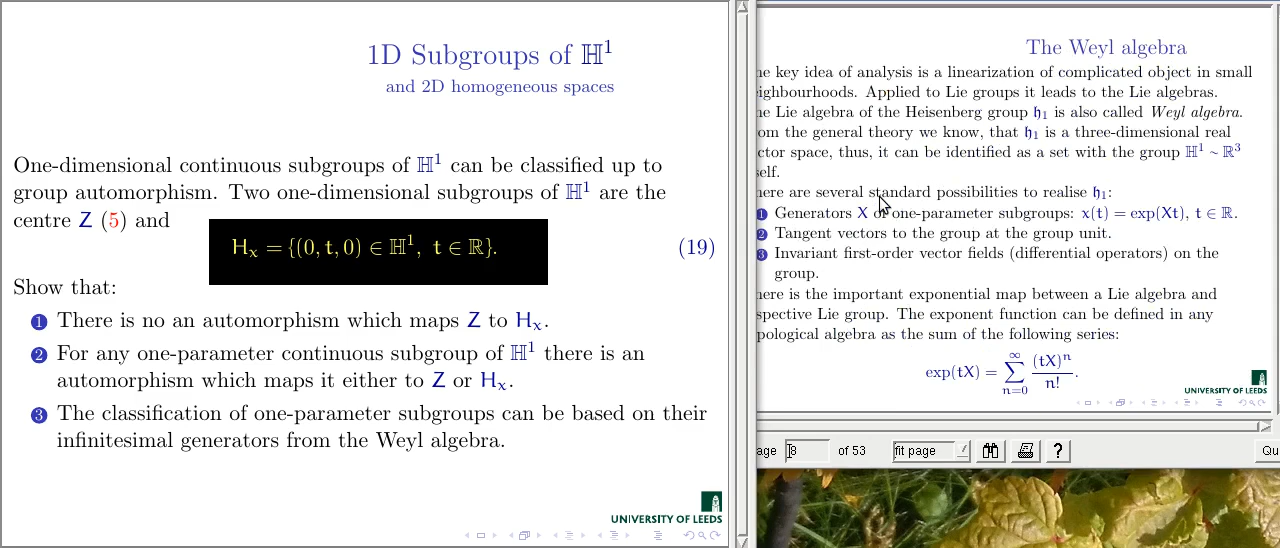 1D Subgroups of ℍ¹
and 2D homogeneous spaces
One-dimensional continuous subgroups of ℍ¹ can be classified up to
group automorphism. Two one-dimensional subgroups of ℍ¹ are the
centre Z (5) and
Hₓ = {(0, t, 0) ∈ ℍ¹, t ∈ ℝ}. (19)
Show that:
1 There is no an automorphism which maps Z to Hₓ.
2 For any one-parameter continuous subgroup of ℍ¹ there is an
automorphism which maps it either to Z or Hₓ.
3 The classification of one-parameter subgroups can be based on their
infinitesimal generators from the Weyl algebra.
UNIVERSITY OF LEEDS
The Weyl algebra
he key idea of analysis is a linearization of complicated object in small
eighbourhoods. Applied to Lie groups it leads to the Lie algebras.
he Lie algebra of the Heisenberg group 𝔥₁ is also called Weyl algebra.
om the general theory we know, that 𝔥₁ is a three-dimensional real
ctor space, thus, it can be identified as a set with the group ℍ¹ ~ ℝ³
self.
here are several standard possibilities to realise 𝔥₁:
1 Generators X of one-parameter subgroups: x(t) = exp(Xt), t ∈ ℝ.
2 Tangent vectors to the group at the group unit.
3 Invariant first-order vector fields (differential operators) on the
group.
here is the important exponential map between a Lie algebra and
spective Lie group. The exponent function can be defined in any
pological algebra as the sum of the following series:
exp(tX) = ∑_{n=0}^{∞} (tX)ⁿ / n!.
UNIVERSITY OF LEEDS
age 8 of 53 fit page ? Qu